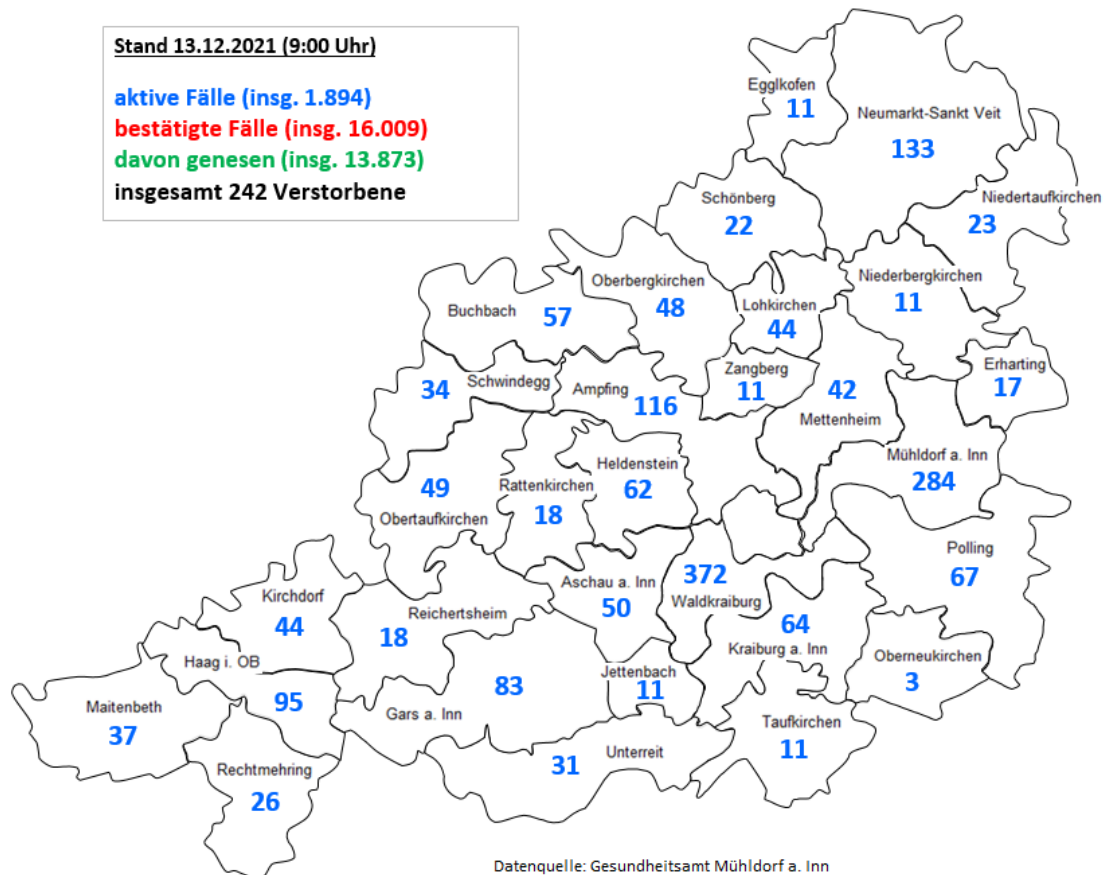 Stand 13.12.2021 (9:00 Uhr)
aktive Fälle (insg. 1.894)
bestätigte Fälle (insg. 16.009)
davon genesen (insg. 13.873)
insgesamt 242 Verstorbene
Egglkofen
11
Neumarkt-Sankt Veit
133
Niedertaufkirchen
23
Schönberg
22
Oberbergkirchen
48
Niederbergkirchen
11
Lohkirchen
44
Buchbach
57
Erharting
17
Zangberg
11
Schwindegg
34
Ampfing
116
42
Mettenheim
Mühldorf a. Inn
284
Heldenstein
62
49
Obertaufkirchen
Rattenkirchen
18
Polling
67
Aschau a. Inn
50
372
Waldkraiburg
64
Kraiburg a. Inn
Kirchdorf
44
Reichertsheim
18
Oberneukirchen
3
Haag i. OB
95
Jettenbach
11
83
Gars a. Inn
Maitenbeth
37
Taufkirchen
11
Unterreit
31
Rechtmehring
26
Datenquelle: Gesundheitsamt Mühldorf a. Inn